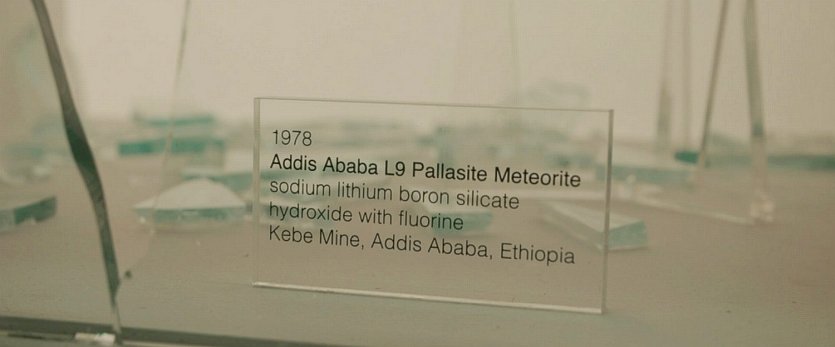 1978
Addis Ababa L9 Pallasite Meteorite
sodium lithium boron silicate
hydroxide with fluorine
Kebe Mine, Addis Ababa, Ethiopia